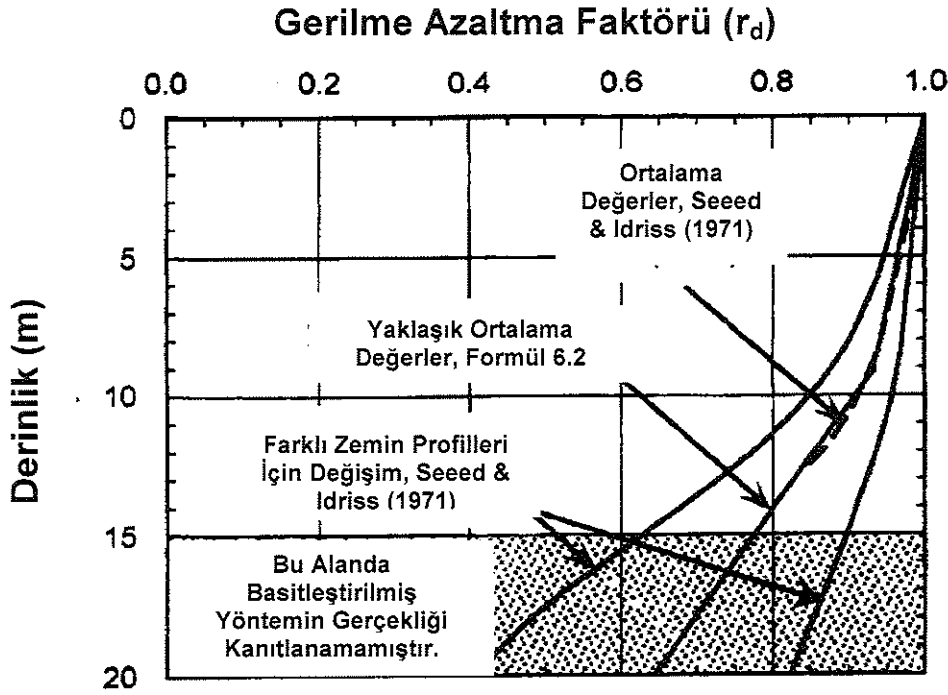 Gerilme Azaltma Faktörü (r_d)
0.0 0.2 0.4 0.6 0.8 1.0
0
5
10
15
20
Derinlik (m)
Ortalama
Değerler, Seeed
& Idriss (1971)
Yaklaşık Ortalama
Değerler, Formül 6.2
Farklı Zemin Profilleri
İçin Değişim, Seeed &
Idriss (1971)
Bu Alanda
Basitleştirilmiş
Yöntemin Gerçekliği
Kanıtlanamamıştır.